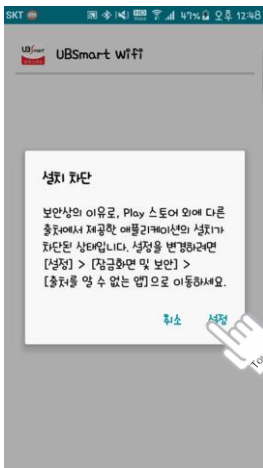 SKT 47% 오후 12:48
UBSmart Wifi
설치 차단
보안상의 이유로, Play 스토어 외에 다른
출처에서 제공한 애플리케이션의 설치가
차단된 상태입니다. 설정을 변경하려면
[설정] > [잠금화면 및 보안] >
[출처를 알 수 없는 앱]으로 이동하세요.
취소 설정